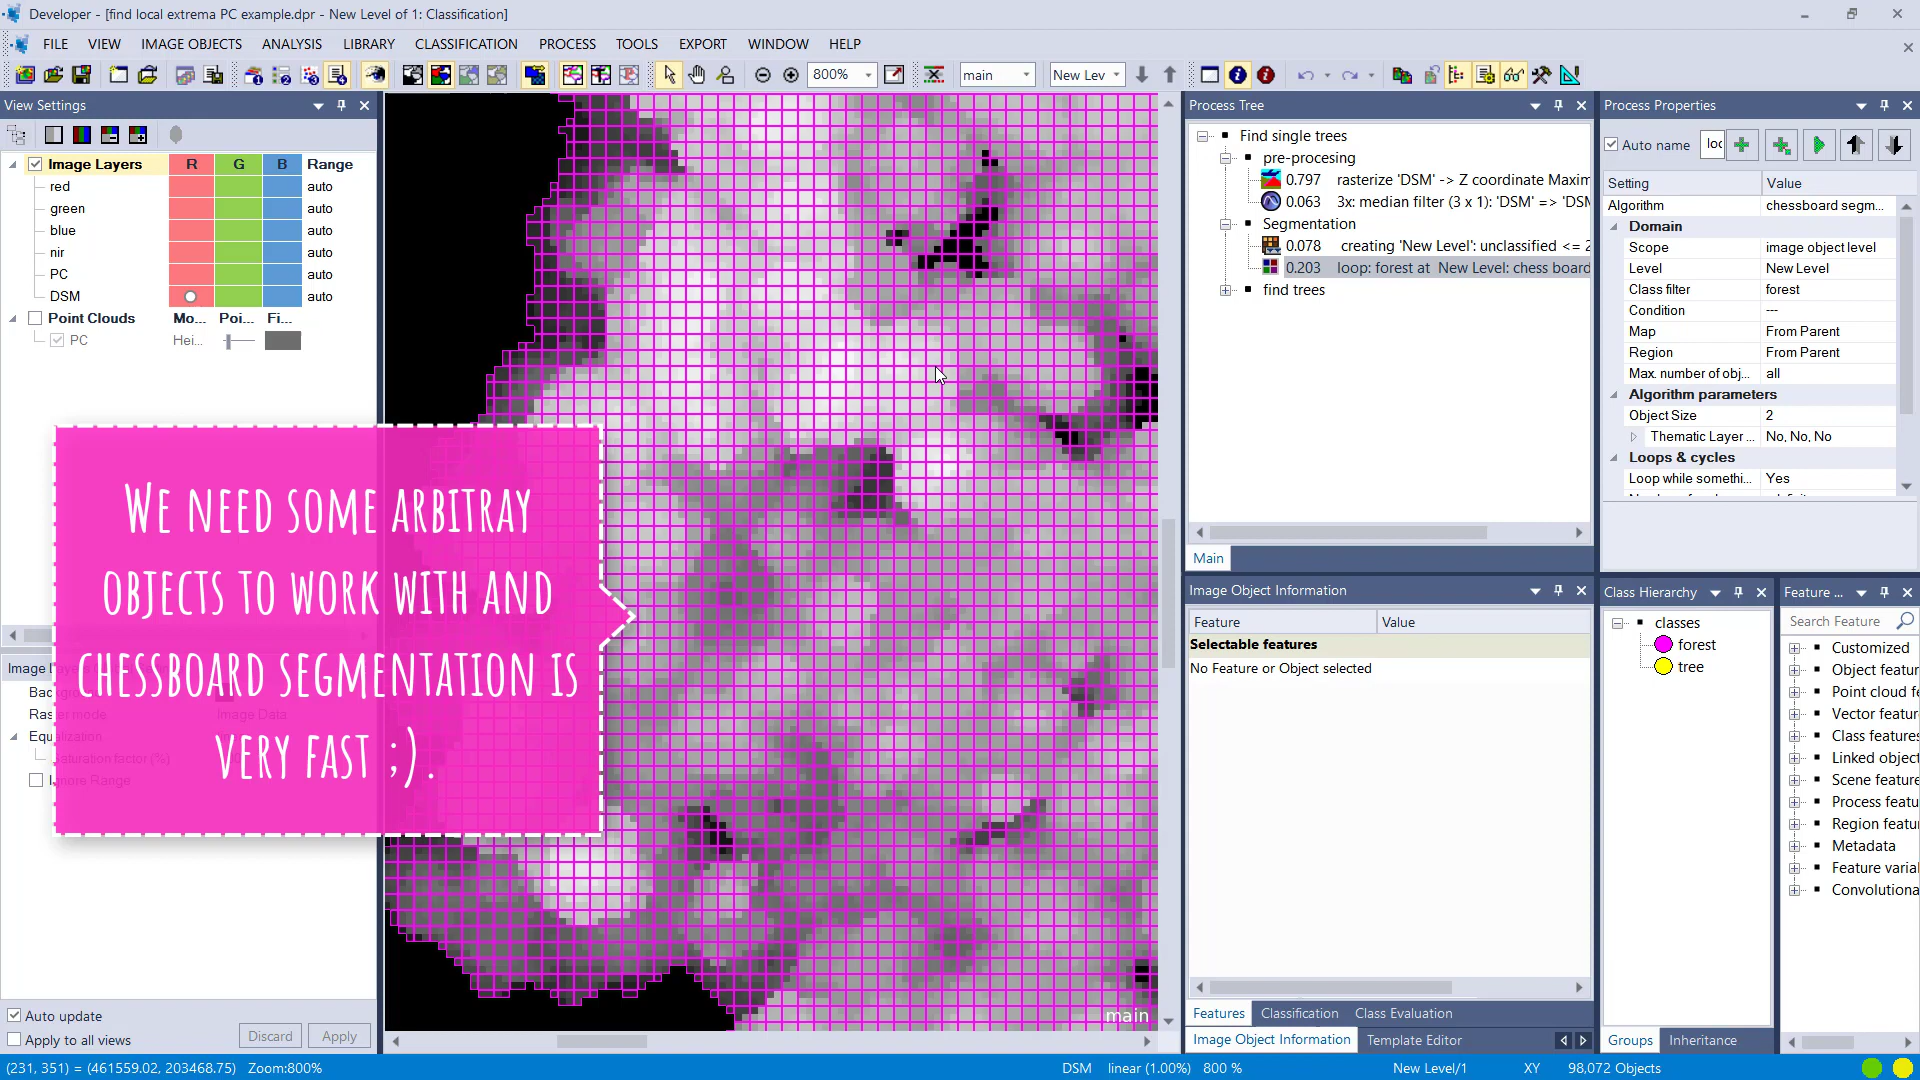 Developer - [find local extrema PC example.dpr - New Level of 1: Classification]
FILE VIEW IMAGE OBJECTS ANALYSIS LIBRARY CLASSIFICATION PROCESS TOOLS EXPORT WINDOW HELP
800% main New Lev
View Settings
Image Layers R G B Range
red auto
green auto
blue auto
nir auto
PC auto
DSM auto
Point Clouds Mo... Poi... Fi...
PC Hei...
WE NEED SOME ARBITRAY
OBJECTS TO WORK WITH AND
CHESSBOARD SEGMENTATION IS
VERY FAST ;).
Image Data
Saturation factor (%)
Ignore Range
Auto update
Apply to all views Discard Apply
main
Process Tree
Find single trees
pre-procesing
0.797 rasterize 'DSM' -> Z coordinate Maxim
0.063 3x: median filter (3 x 1): 'DSM' => 'DSM
Segmentation
0.078 creating 'New Level': unclassified <= 2
0.203 loop: forest at New Level: chess board
find trees
Main
Image Object Information
Feature Value
Selectable features
No Feature or Object selected
Features Classification Class Evaluation
Image Object Information Template Editor
Process Properties
Auto name loc
Setting Value
Algorithm chessboard segm...
Domain
Scope image object level
Level New Level
Class filter forest
Condition ---
Map From Parent
Region From Parent
Max. number of obj... all
Algorithm parameters
Object Size 2
Thematic Layer ... No, No, No
Loops & cycles
Loop while somethi... Yes
Class Hierarchy
classes
forest
tree
Groups Inheritance
Feature ...
Search Feature
Customized
Object featur
Point cloud fe
Vector featur
Class features
Linked object
Scene feature
Process featu
Region featu
Metadata
Feature varial
Convolutiona
(231, 351) = (461559.02, 203468.75) Zoom:800% DSM linear (1.00%) 800 % New Level/1 XY 98,072 Objects